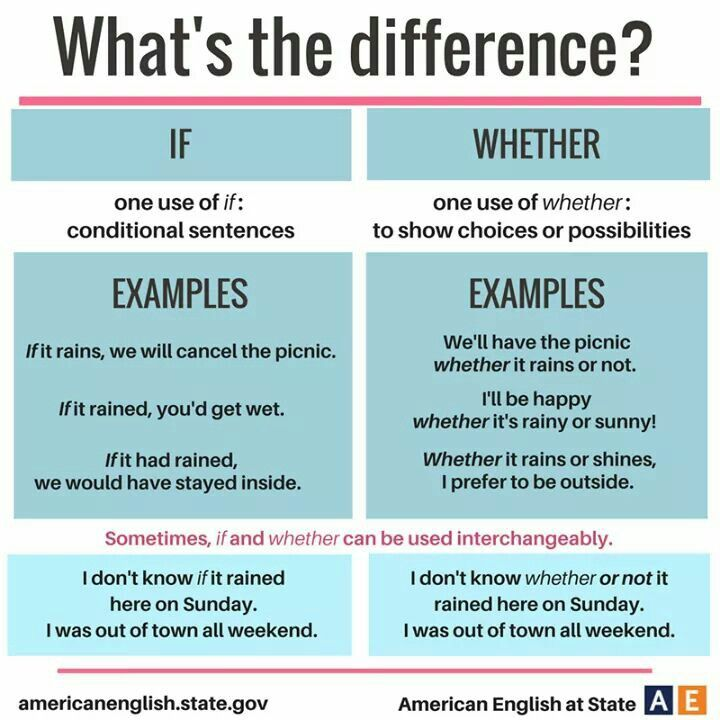 What's the difference?
IF
one use of if:
conditional sentences
EXAMPLES
If it rains, we will cancel the picnic.
If it rained, you'd get wet.
If it had rained,
we would have stayed inside.
WHETHER
one use of whether:
to show choices or possibilities
EXAMPLES
We'll have the picnic
whether it rains or not.
I'll be happy
whether it's rainy or sunny!
Whether it rains or shines,
I prefer to be outside.
Sometimes, if and whether can be used interchangeably.
I don't know if it rained
here on Sunday.
I was out of town all weekend.
I don't know whether or not it
rained here on Sunday.
I was out of town all weekend.
americanenglish.state.gov
American English at State A E